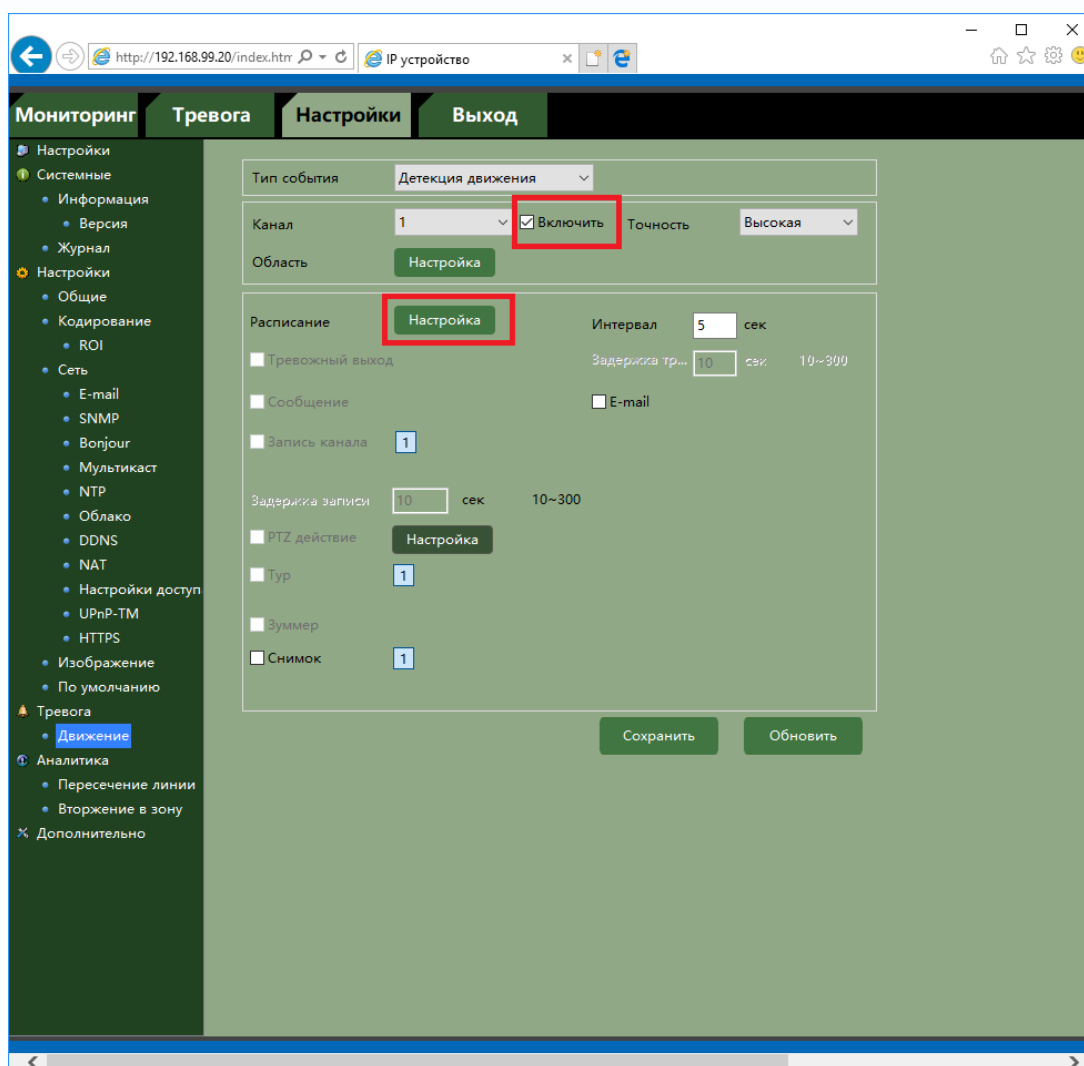 http://192.168.99.20/index.htm
IP устройство
Мониторинг Тревога Настройки Выход
Настройки
Системные
Информация
Версия
Журнал
Настройки
Общие
Кодирование
ROI
Сеть
E-mail
SNMP
Bonjour
Мультикаст
NTP
Облако
DDNS
NAT
Настройки доступ
UPnP-TM
HTTPS
Изображение
По умолчанию
Тревога
Движение
Аналитика
Пересечение линии
Вторжение в зону
Дополнительно
Тип события Детекция движения
Канал 1 Включить Точность Высокая
Область Настройка
Расписание Настройка Интервал 5 сек
Тревожный выход Задержка тр... 10 сек 10~300
Сообщение E-mail
Запись канала 1
Задержка записи 10 сек 10~300
PTZ действие Настройка
Тур 1
Зуммер
Снимок 1
Сохранить Обновить